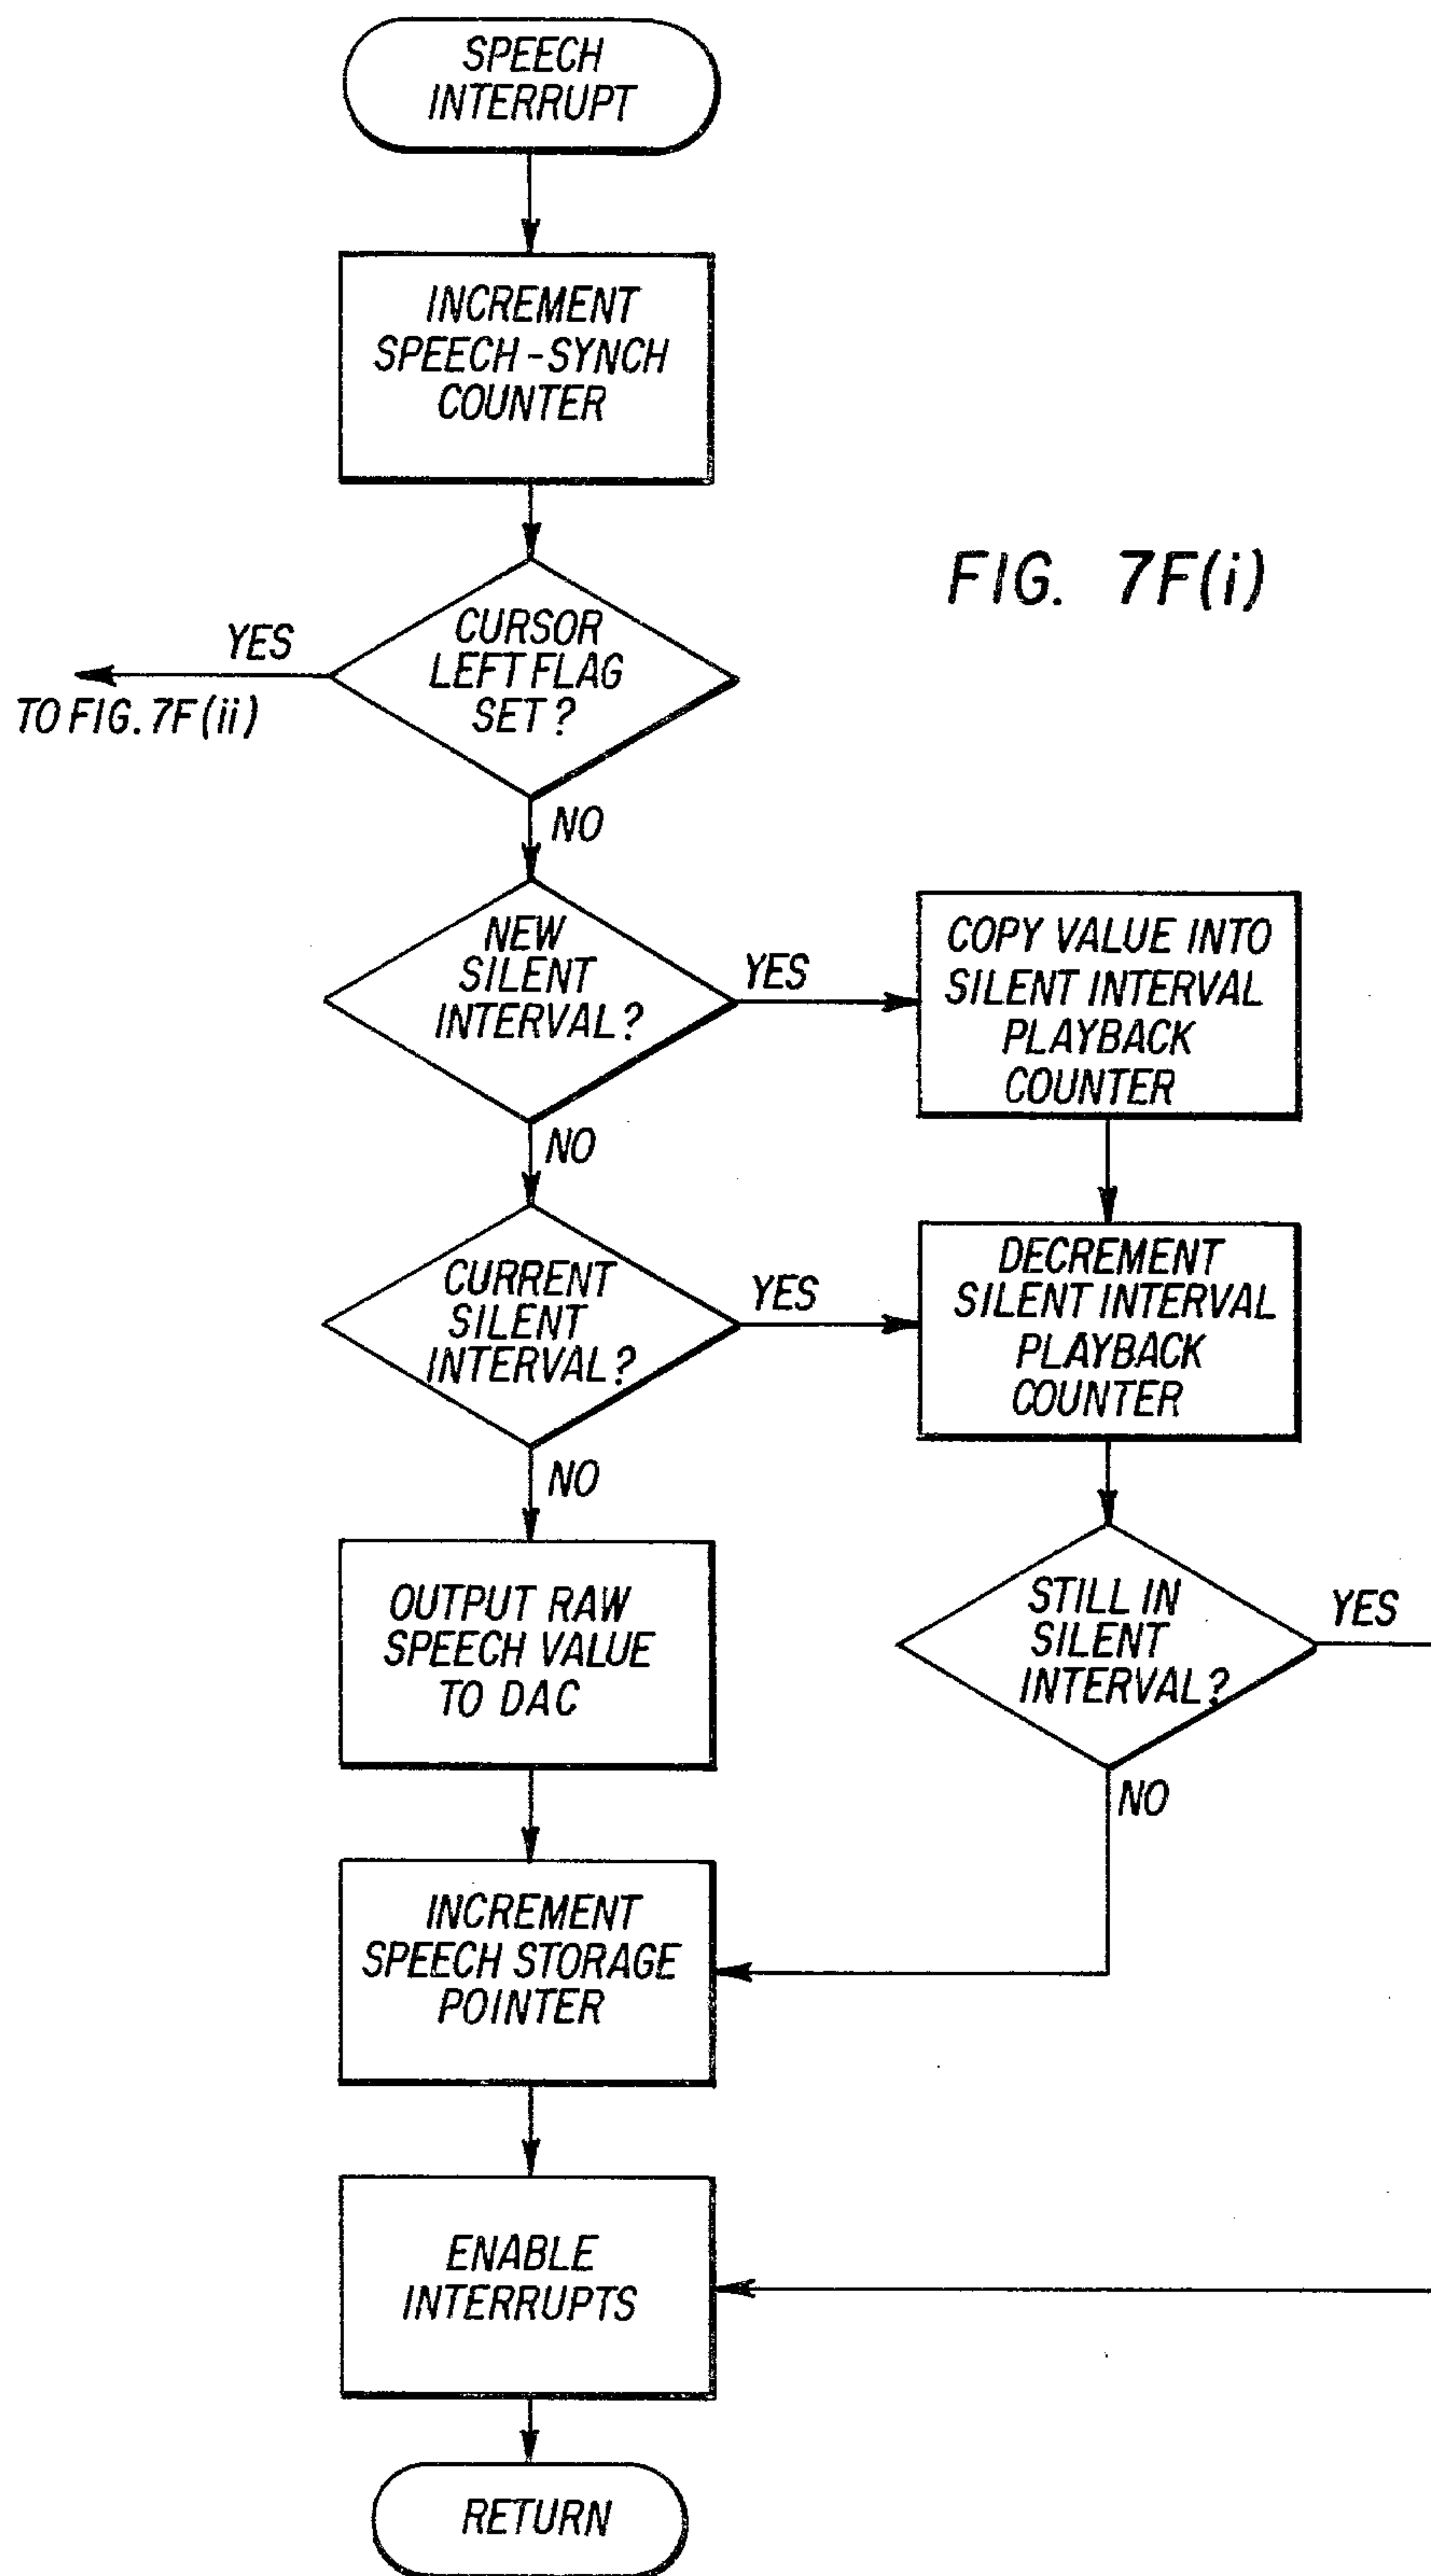 SPEECH
INTERRUPT
INCREMENT
SPEECH-SYNCH
COUNTER
FIG. 7F(i)
CURSOR
LEFT FLAG
SET?
YES
TO FIG. 7F(ii)
NO
NEW
SILENT
INTERVAL?
YES
COPY VALUE INTO
SILENT INTERVAL
PLAYBACK
COUNTER
NO
CURRENT
SILENT
INTERVAL?
YES
DECREMENT
SILENT INTERVAL
PLAYBACK
COUNTER
NO
OUTPUT RAW
SPEECH VALUE
TO DAC
STILL IN
SILENT
INTERVAL?
YES
NO
INCREMENT
SPEECH STORAGE
POINTER
ENABLE
INTERRUPTS
RETURN